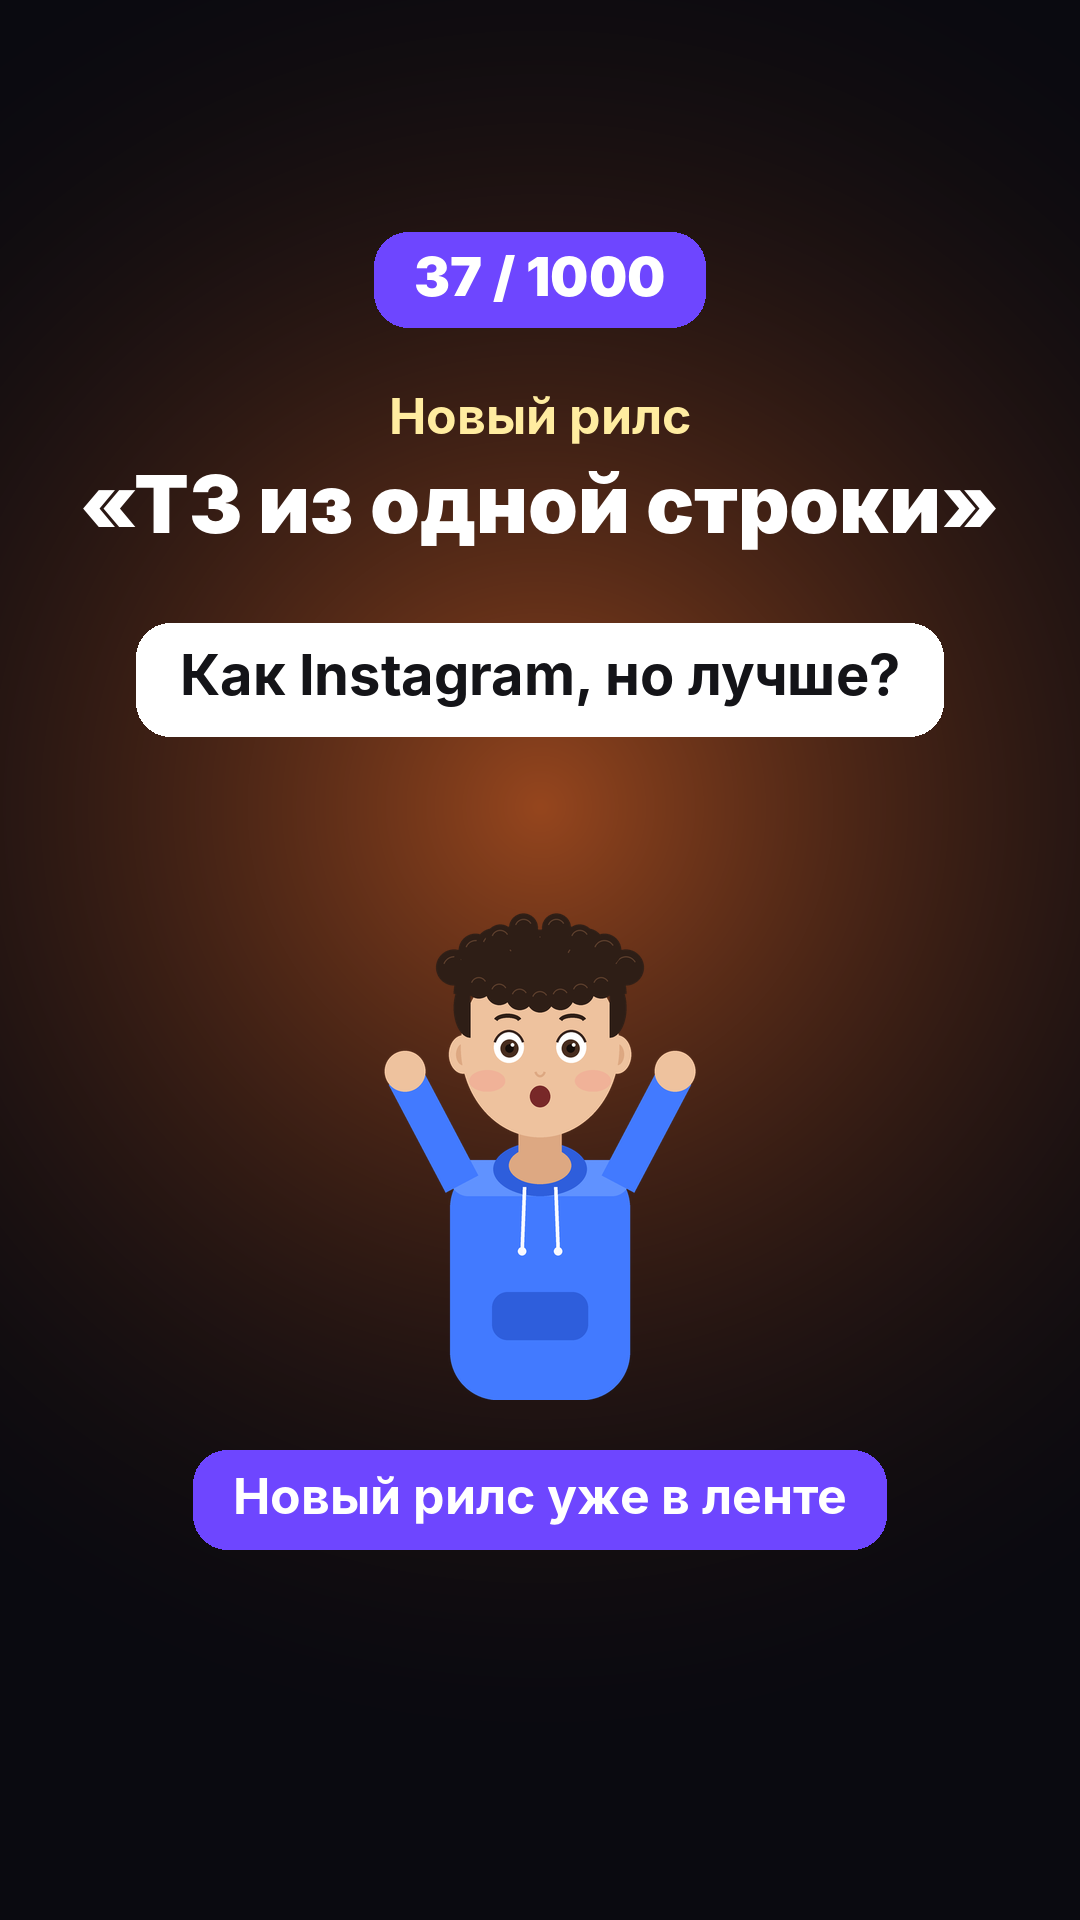 37 / 1000
Новый рилс
«ТЗ из одной строки»
Как Instagram, но лучше?
Новый рилс уже в ленте